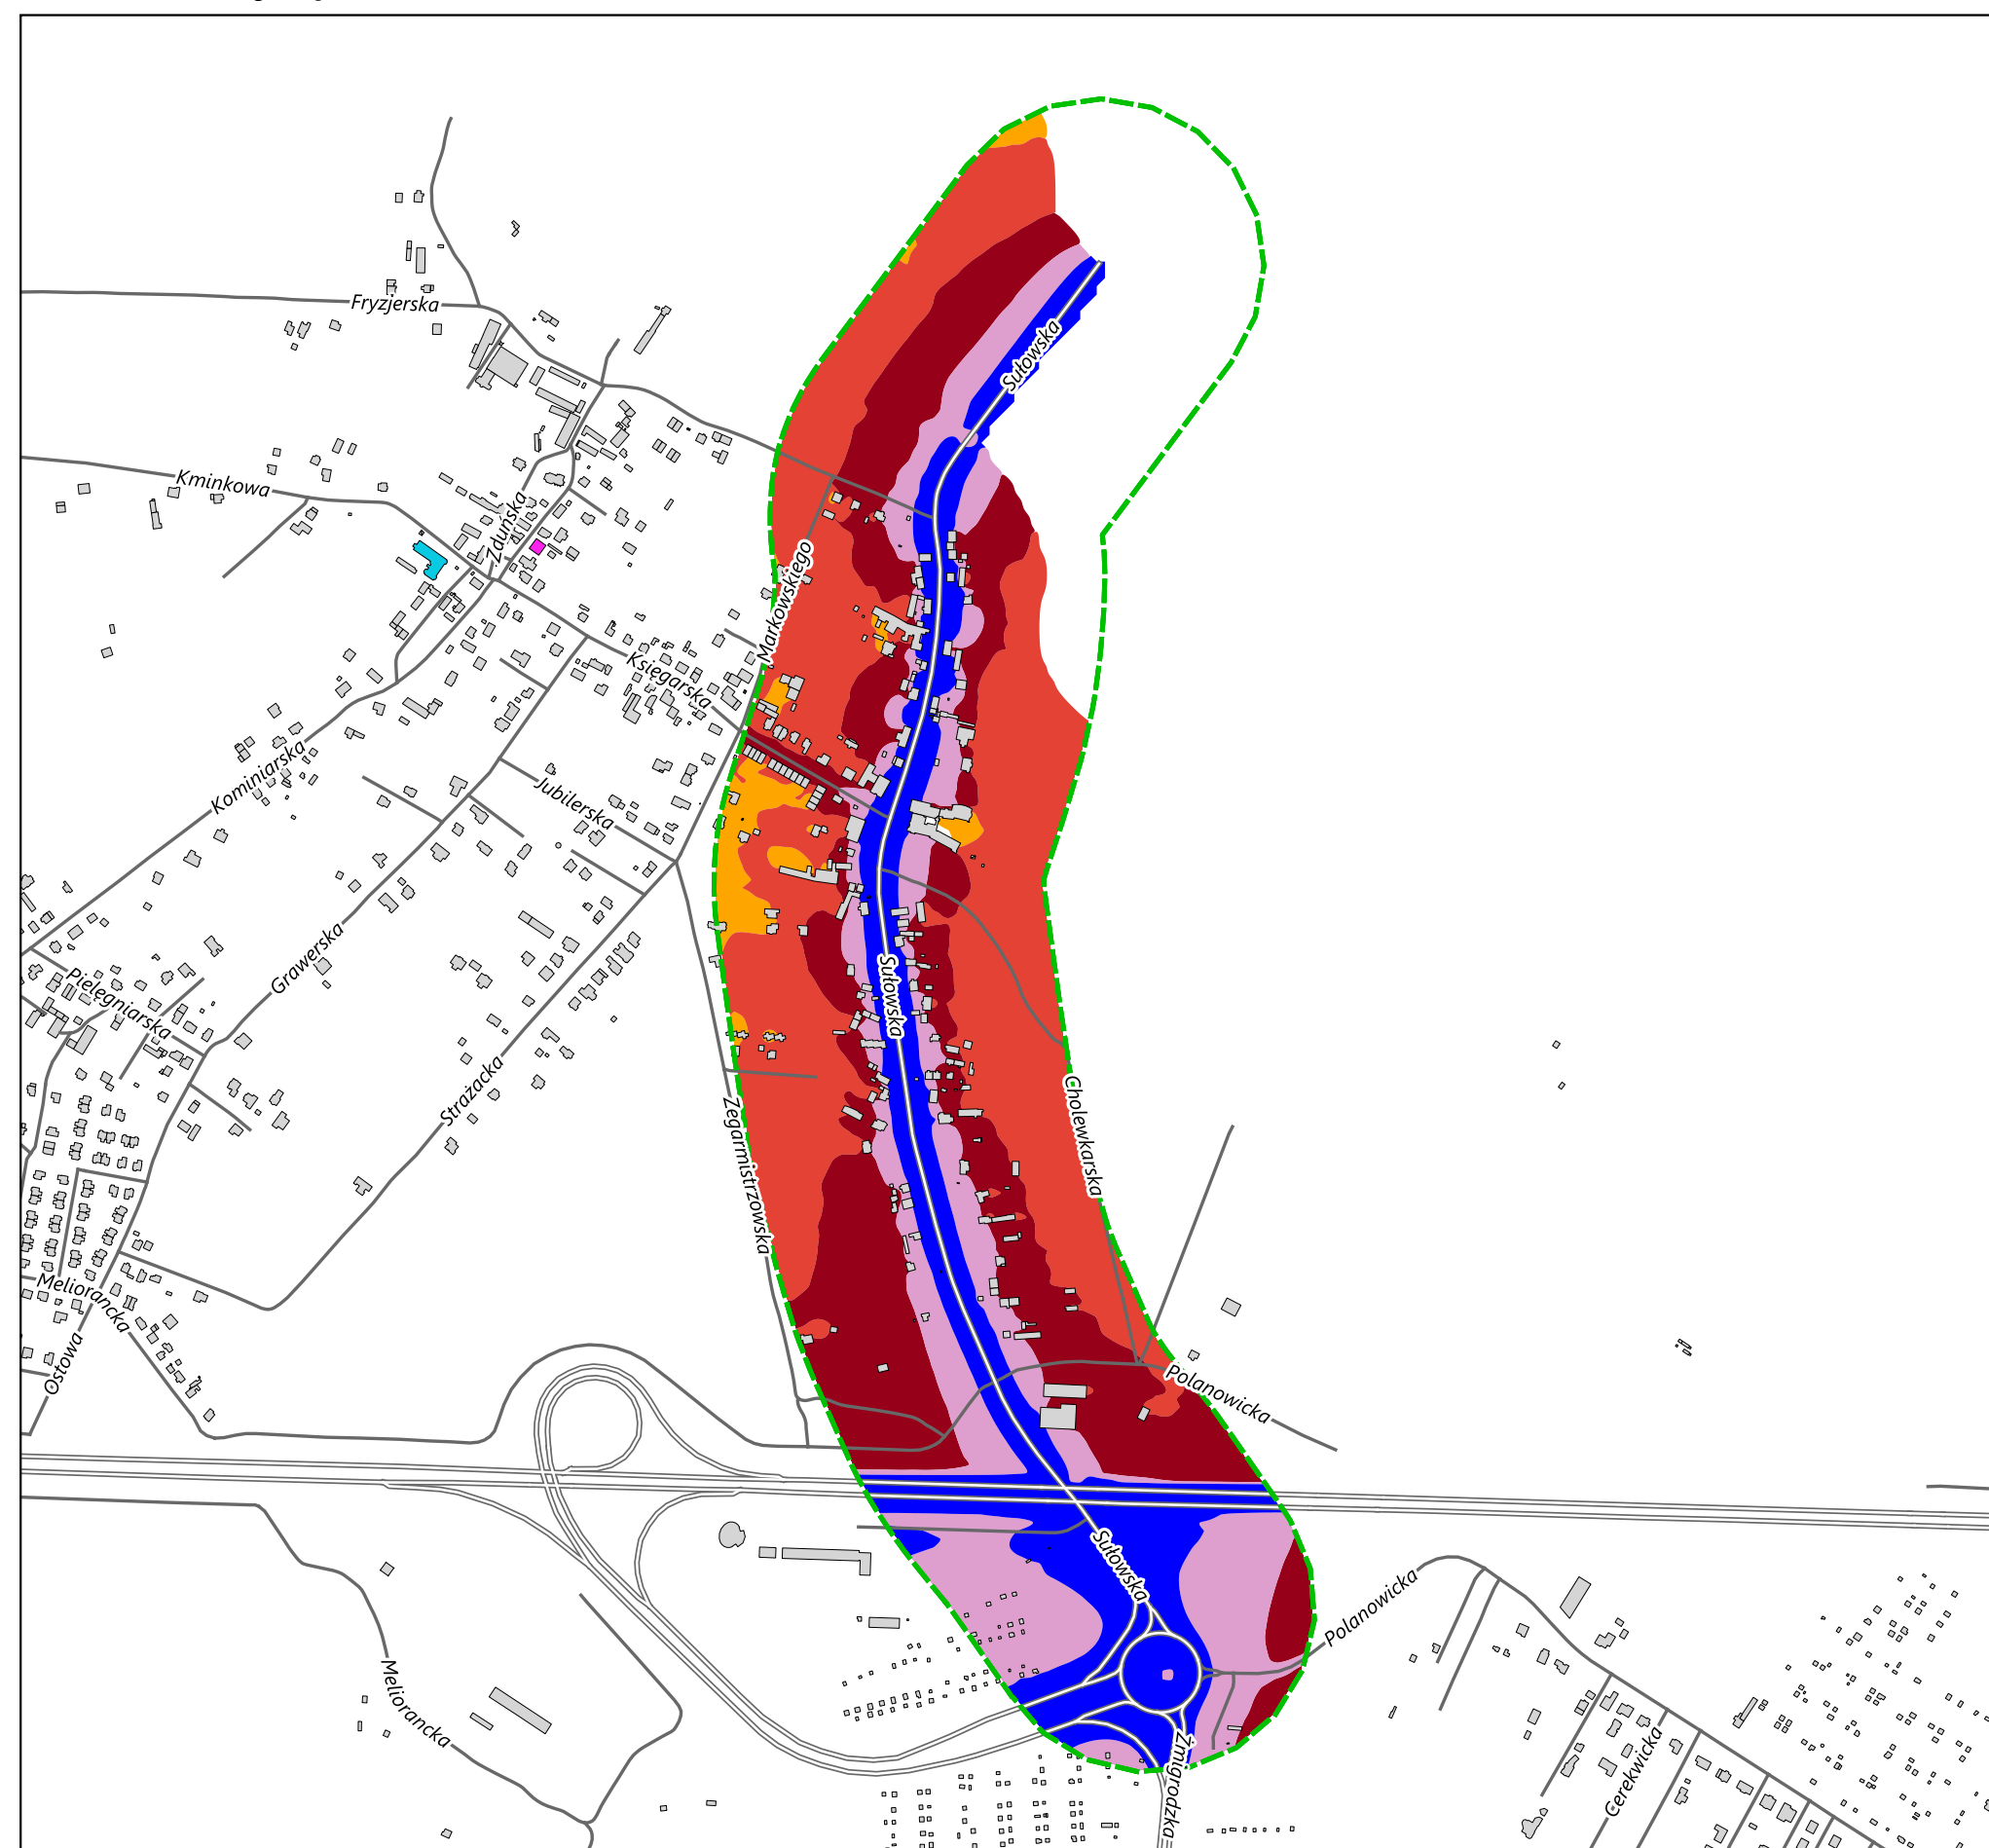 Fryzjerska
Sułowska
Kminkowa
Zduńska
Markowskiego
Księgarska
Kominiarska
Jubilerska
Grawerska
Pielęgniarska
Sułowska
Strażacka
Cholewkarska
Zegarmistrzowska
Meliorancka
Ostowa
Polanowicka
Sułowska
Polanowicka
Meliorancka
Żmigrodzka
Cerekwicka